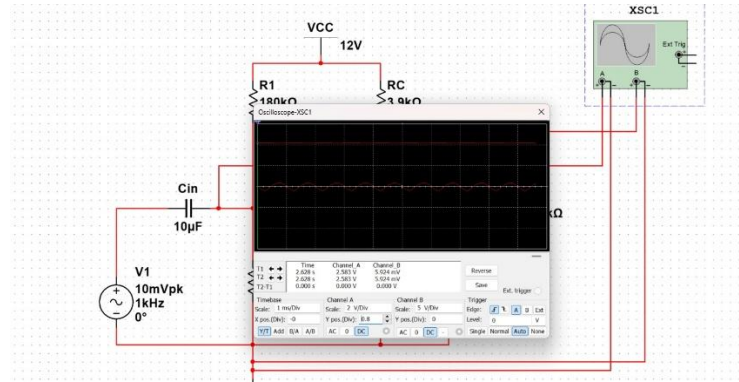 XSC1
VCC
12V
Ext Trig
A B
R1
180kΩ
RC
3.9kΩ
Oscilloscope-XSC1
Cin
10µF
kΩ
V1
10mVpk
1kHz
0°
Time Channel_A Channel_B
T1 2.628 s 2.583 V 5.924 mV
T2 2.628 s 2.583 V 5.924 mV
T2-T1 0.000 s 0.000 V 0.000 V
Reverse
Save
Ext. trigger
Timebase Channel A Channel B Trigger
Scale: 1 ms/Div Scale: 2 V/Div Scale: 5 V/Div Edge: A B Ext
X pos.(Div): -0 Y pos.(Div): 0.8 Y pos.(Div): 0 Level: 0 V
Y/T Add B/A A/B AC 0 DC AC 0 DC - Single Normal Auto None